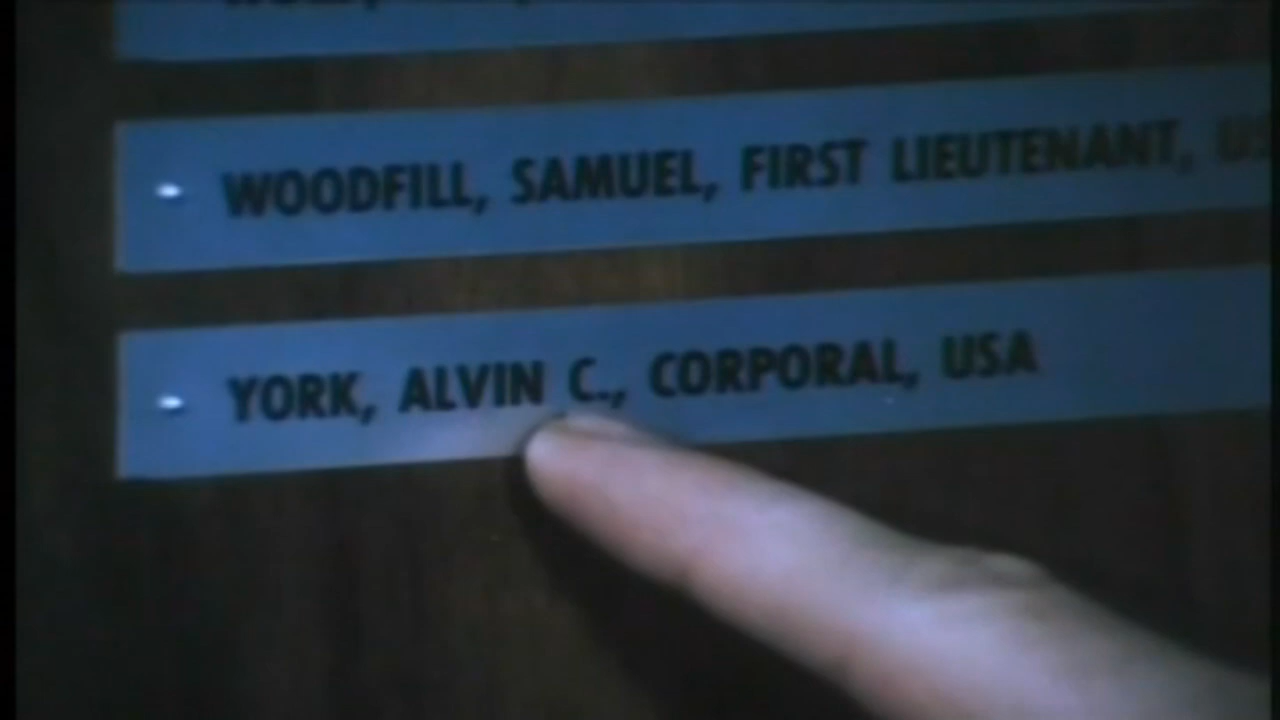 WOODFILL, SAMUEL, FIRST LIEUTENANT,
YORK, ALVIN C., CORPORAL, USA